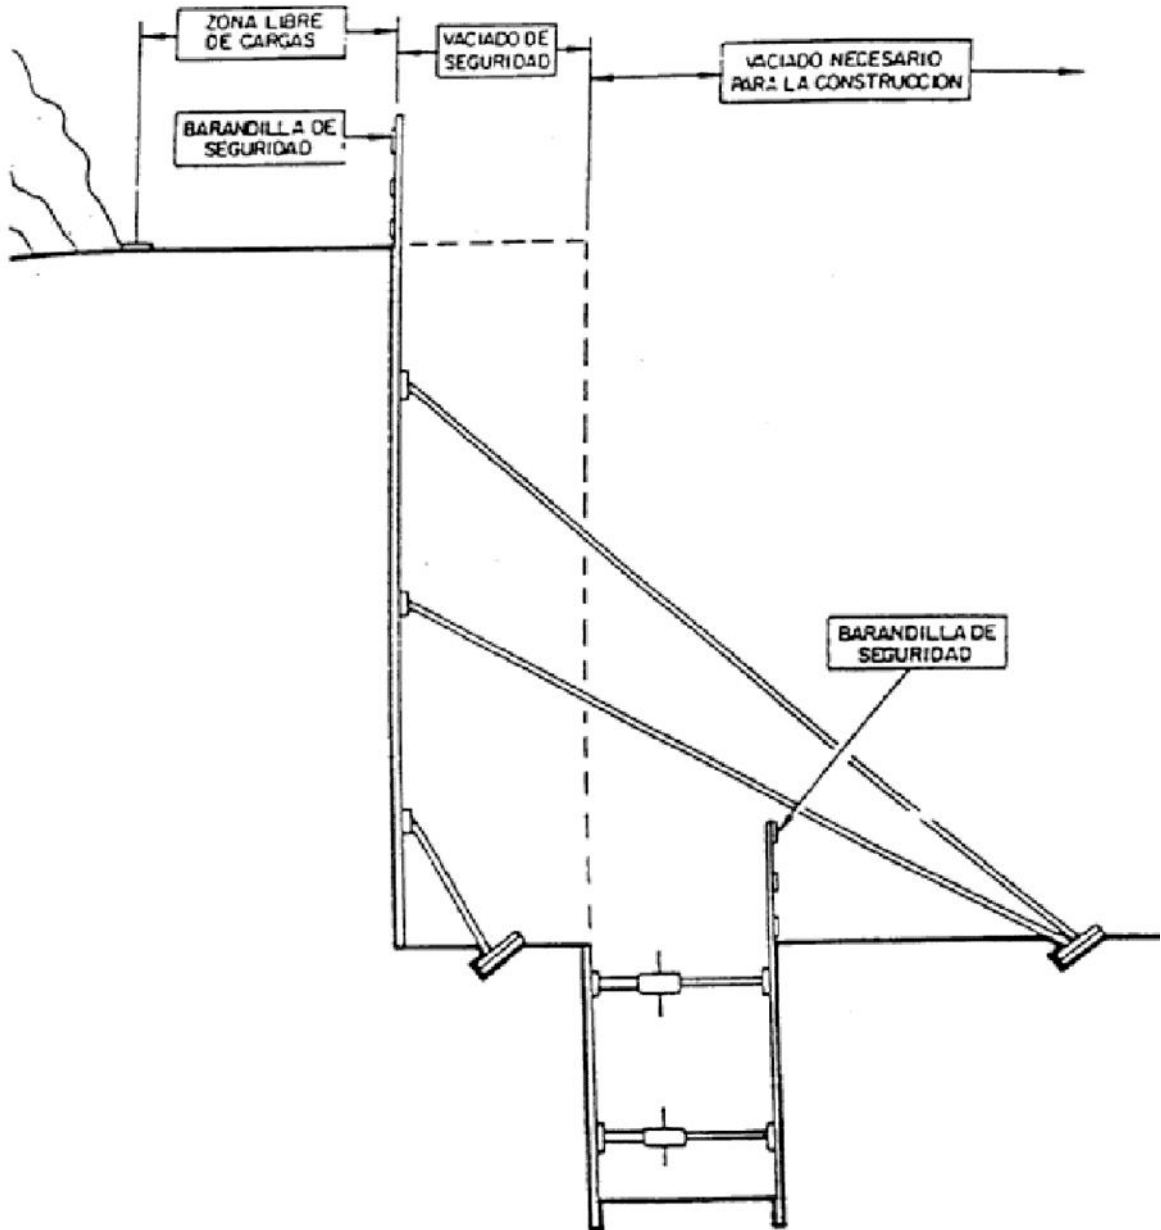 ZONA LIBRE
DE CARGAS
VACIADO DE
SEGURIDAD
VACIADO NECESARIO
PARA LA CONSTRUCCION
BARANDILLA DE
SEGURIDAD
BARANDILLA DE
SEGURIDAD